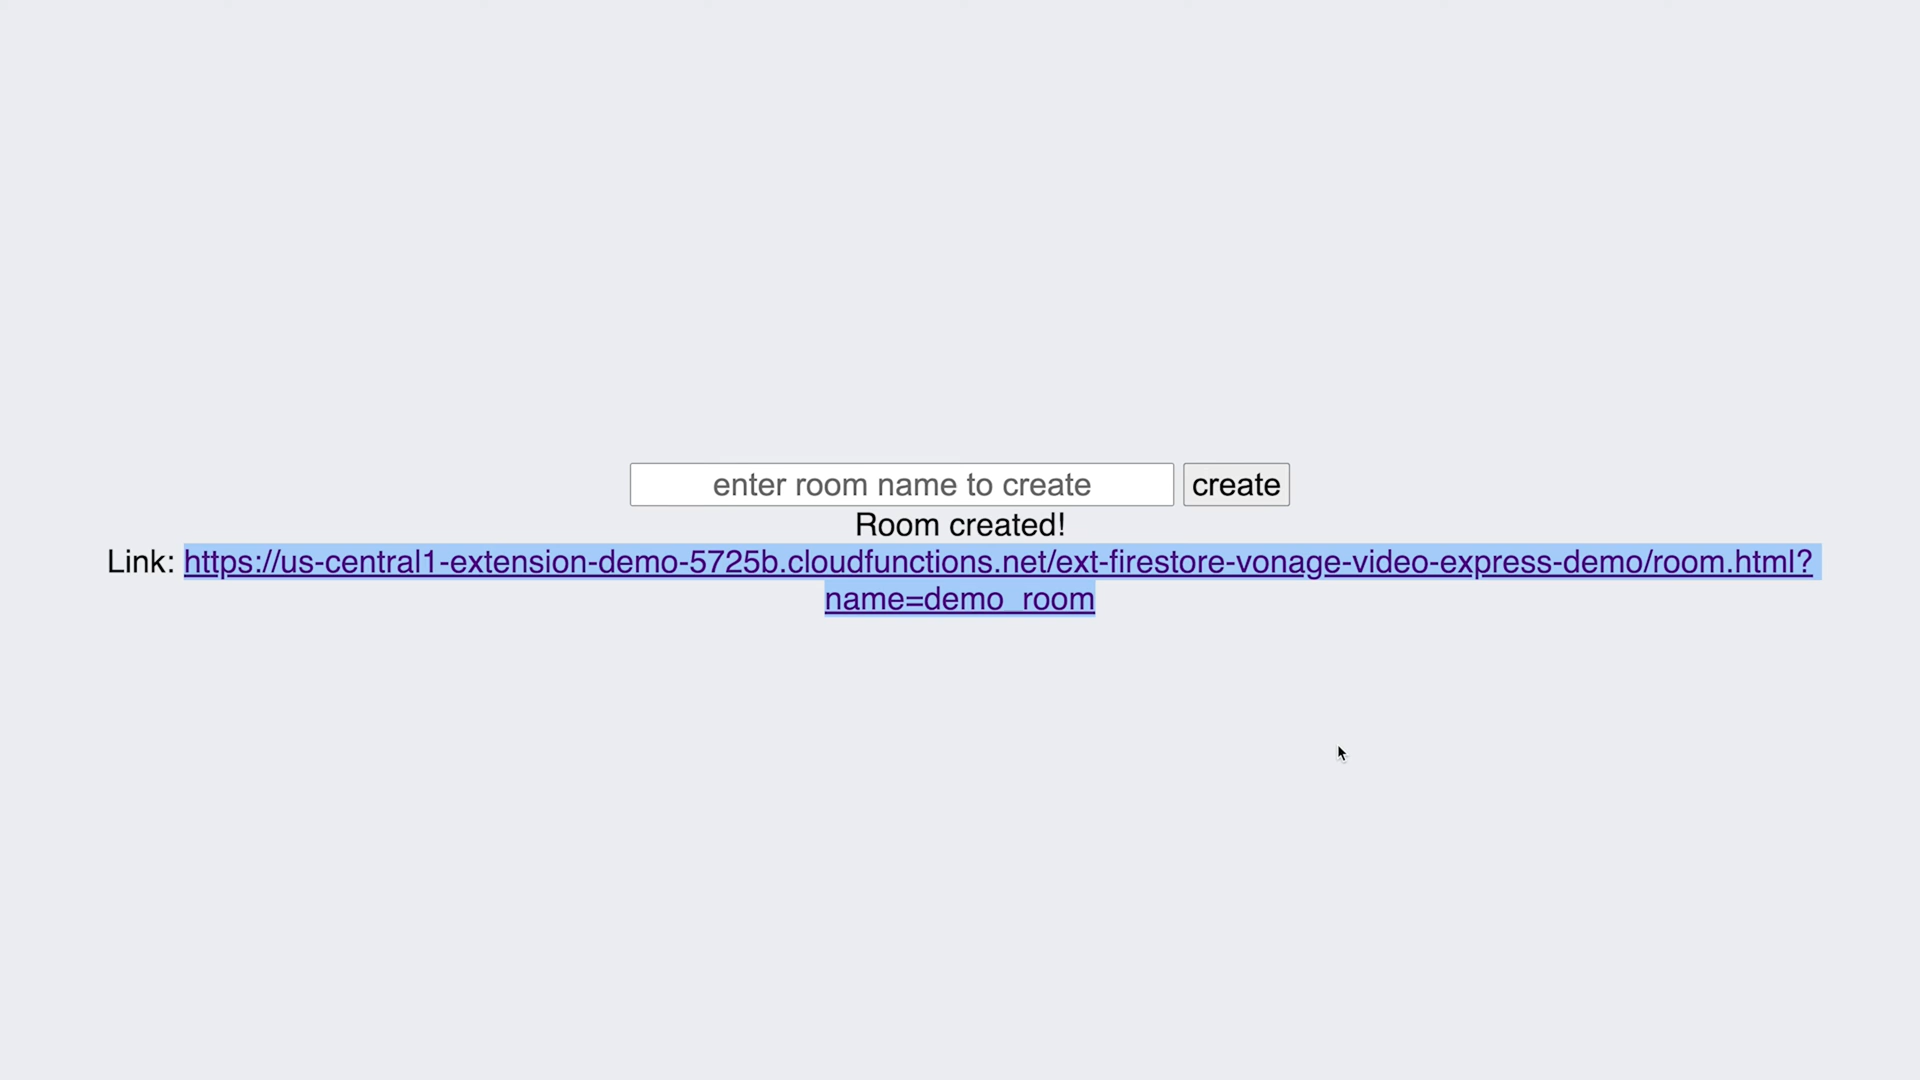 enter room name to create create
Room created!
Link: https://us-central1-extension-demo-5725b.cloudfunctions.net/ext-firestore-vonage-video-express-demo/room.html?
name=demo_room